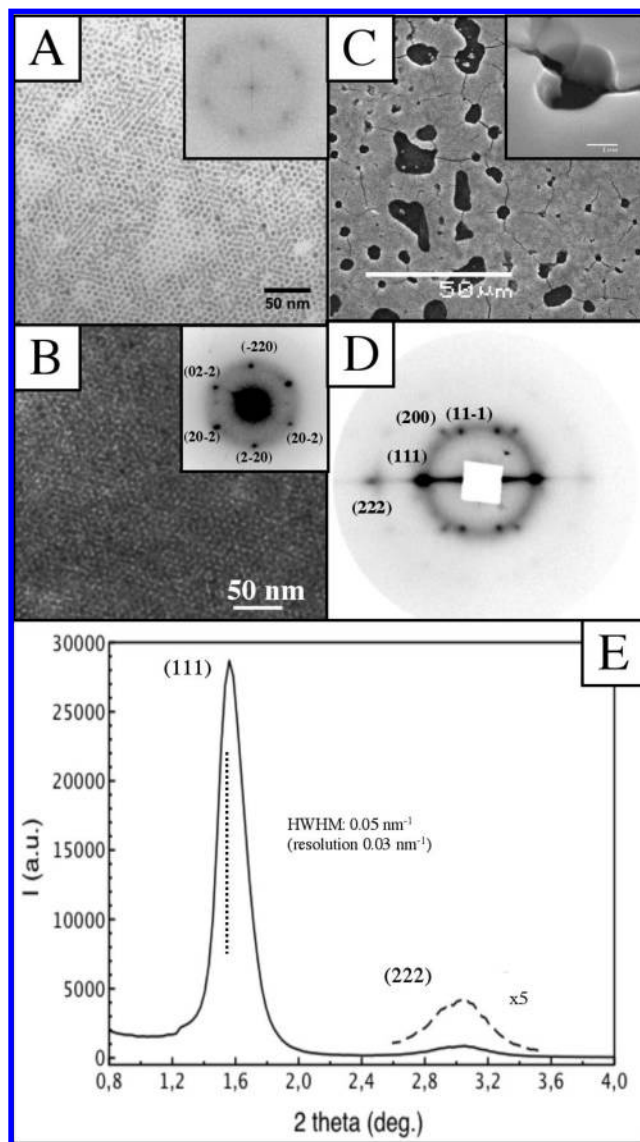 A
50 nm
C
50 µm
B
(-220)
(02-2)
(20-2)
(20-2)
(2-20)
50 nm
D
(200) (11-1)
(111)
(222)
E
30000
25000
20000
15000
10000
5000
0
I (a.u.)
(111)
HWHM: 0.05 nm⁻¹
(resolution 0.03 nm⁻¹)
(222)
x5
0,8 1,2 1,6 2,0 2,4 2,8 3,2 3,6 4,0
2 theta (deg.)